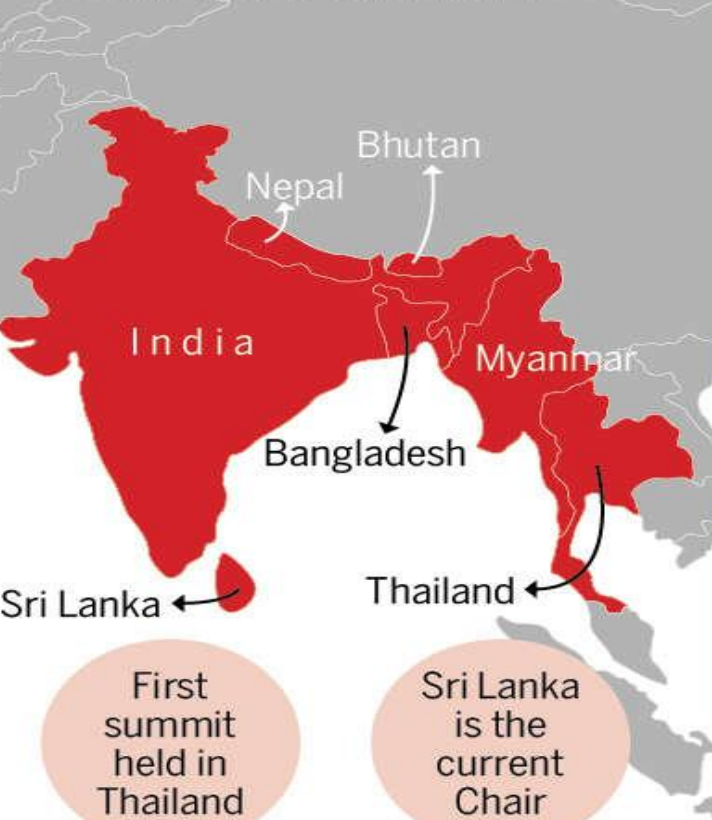 Bhutan
Nepal
India
Myanmar
Bangladesh
Thailand
Sri Lanka
First
summit
held in
Thailand
Sri Lanka
is the
current
Chair